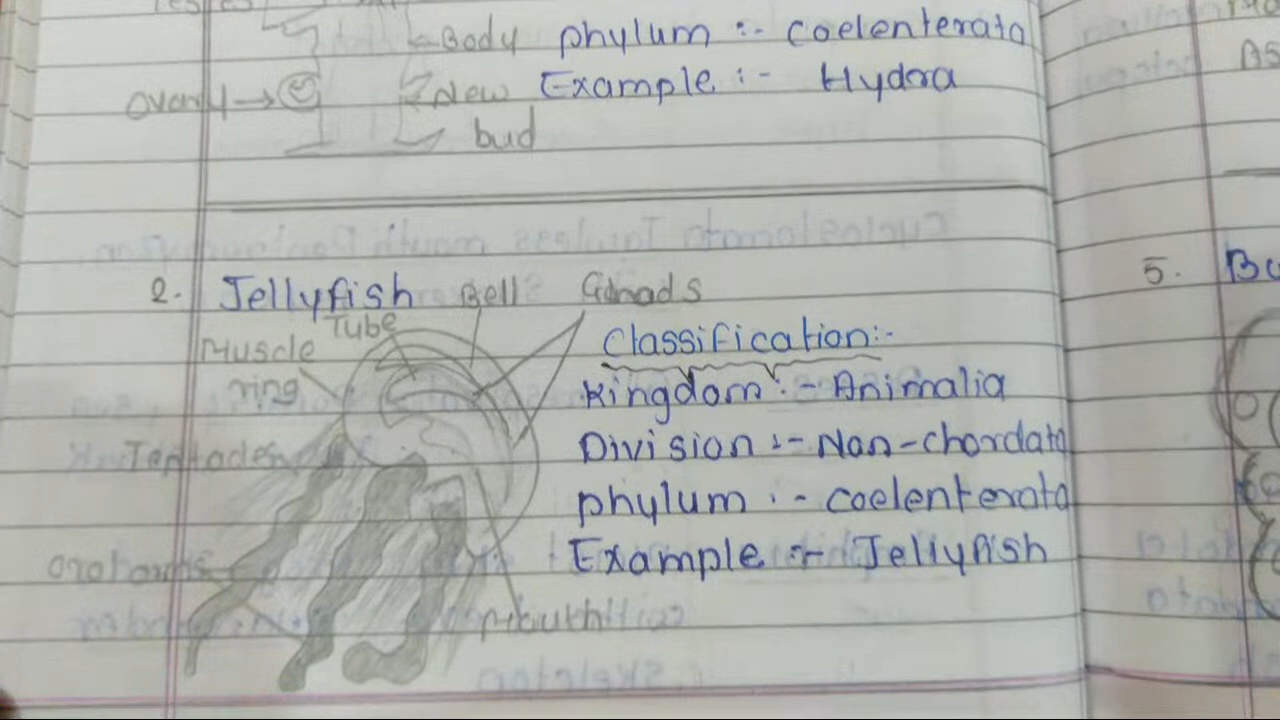 Body phylum :- Coelenterata
ovary → New Example :- Hydra
bud
2. Jellyfish Bell Gonads
Tube
Muscle
ring
Classification:-
Kingdom :- Animalia
Division :- Non-chordata
phylum :- Coelenterata
Example :- Jellyfish
mouth
5.